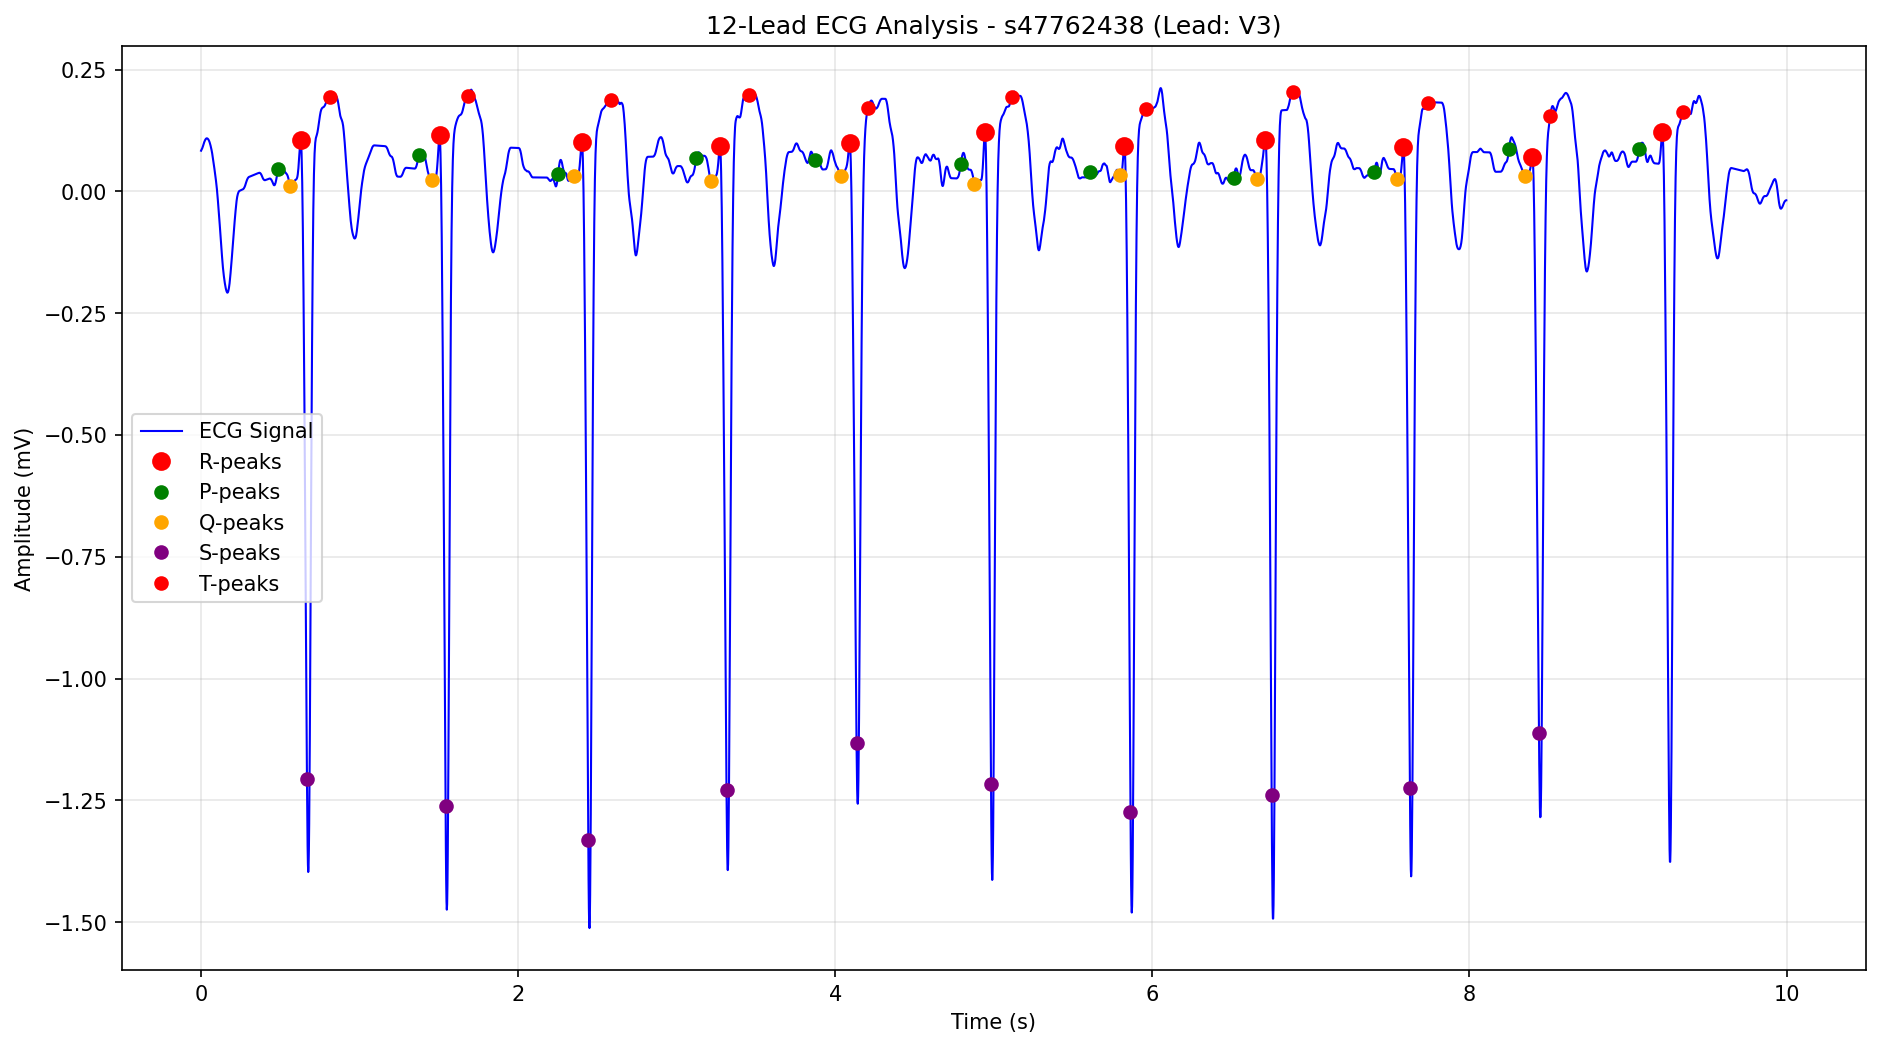 12-Lead ECG Analysis - s47762438 (Lead: V3)
0.25
0.00
−0.25
−0.50
−0.75
−1.00
−1.25
−1.50
Amplitude (mV)
ECG Signal
R-peaks
P-peaks
Q-peaks
S-peaks
T-peaks
0 2 4 6 8 10
Time (s)